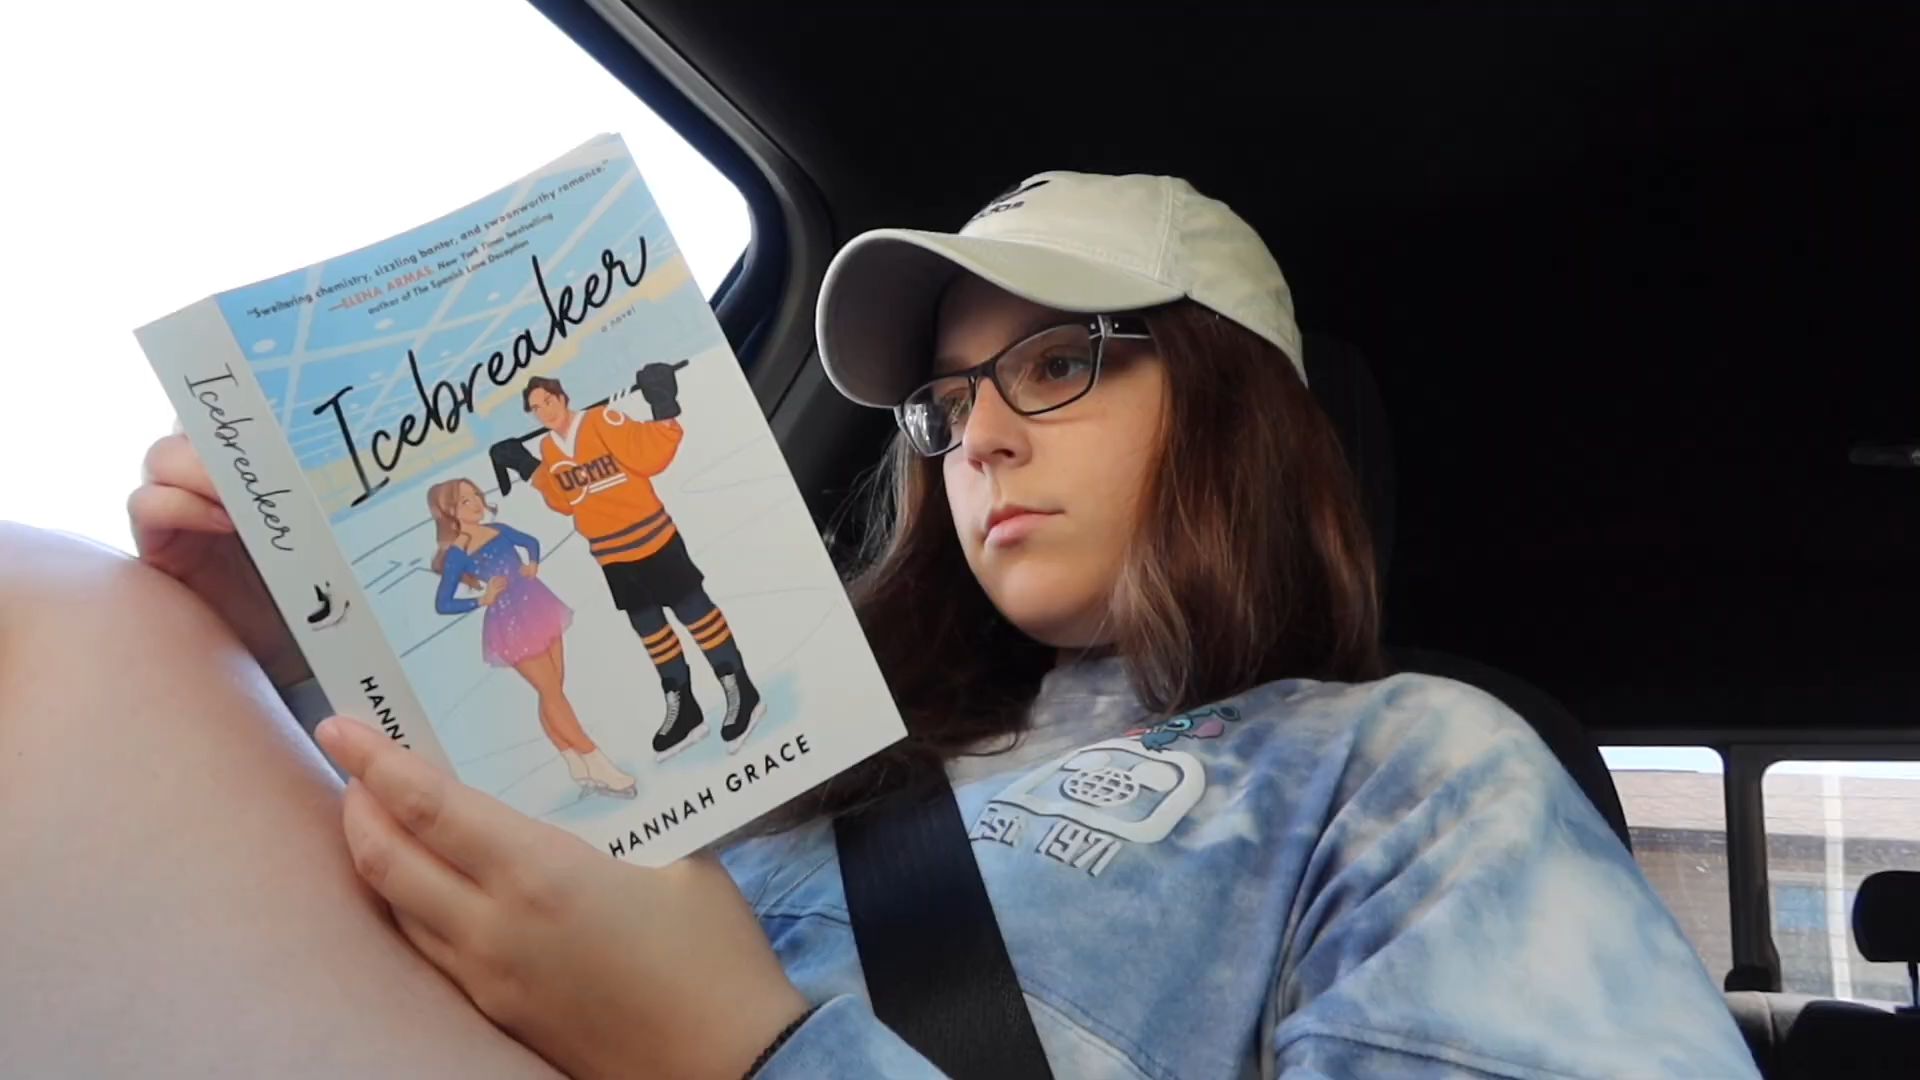 "Sweltering chemistry, sizzling banter, and swoonworthy romance."
—ELENA ARMAS, New York Times bestselling
author of The Spanish Love Deception
Icebreaker
a novel
UCMH
HANNAH GRACE
Icebreaker
HANNA
EST 1971